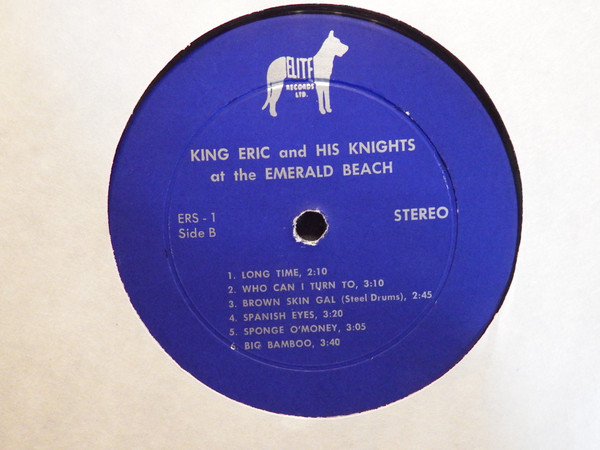 ELITE
RECORDS
LTD.
KING ERIC and HIS KNIGHTS
at the EMERALD BEACH
ERS - 1
Side B
STEREO
1. LONG TIME, 2:10
2. WHO CAN I TURN TO, 3:10
3. BROWN SKIN GAL (Steel Drums), 2:45
4. SPANISH EYES, 3:20
5. SPONGE O'MONEY, 3:05
6. BIG BAMBOO, 3:40